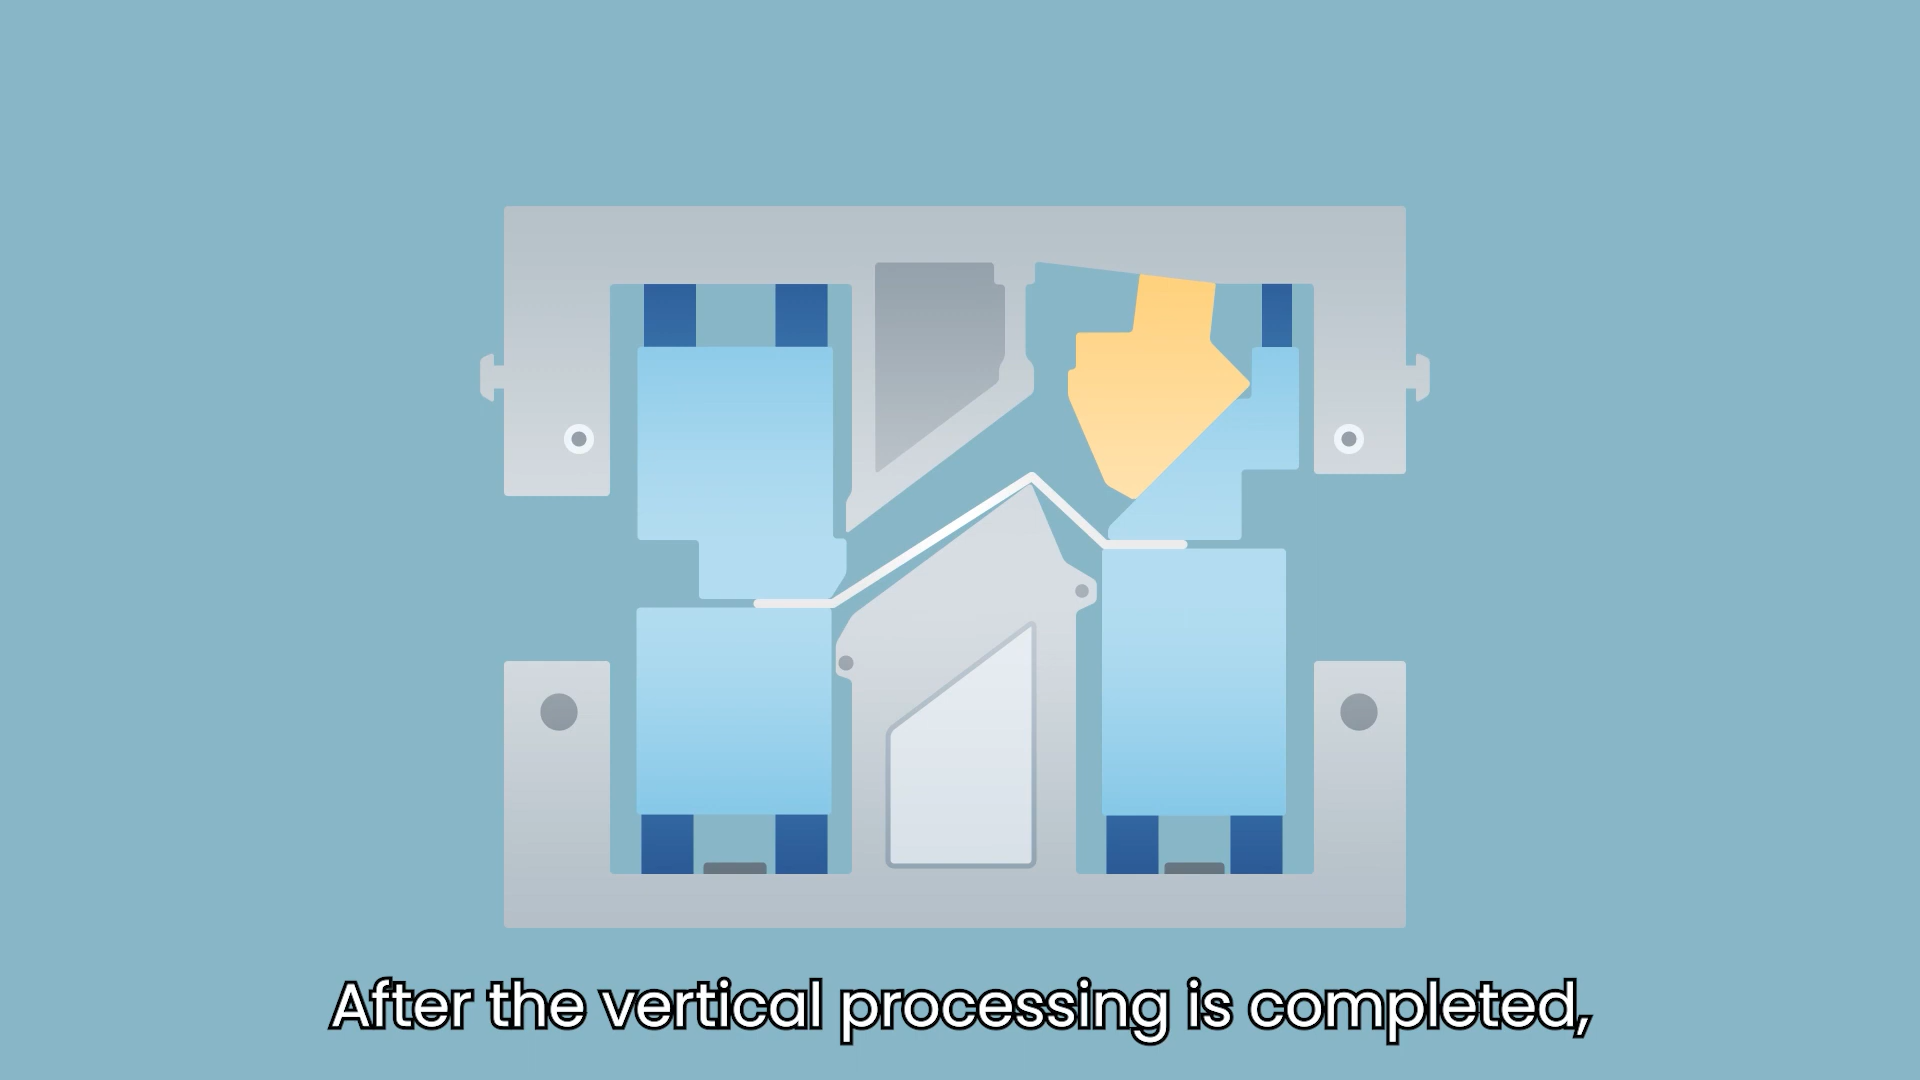 After the vertical processing is completed,